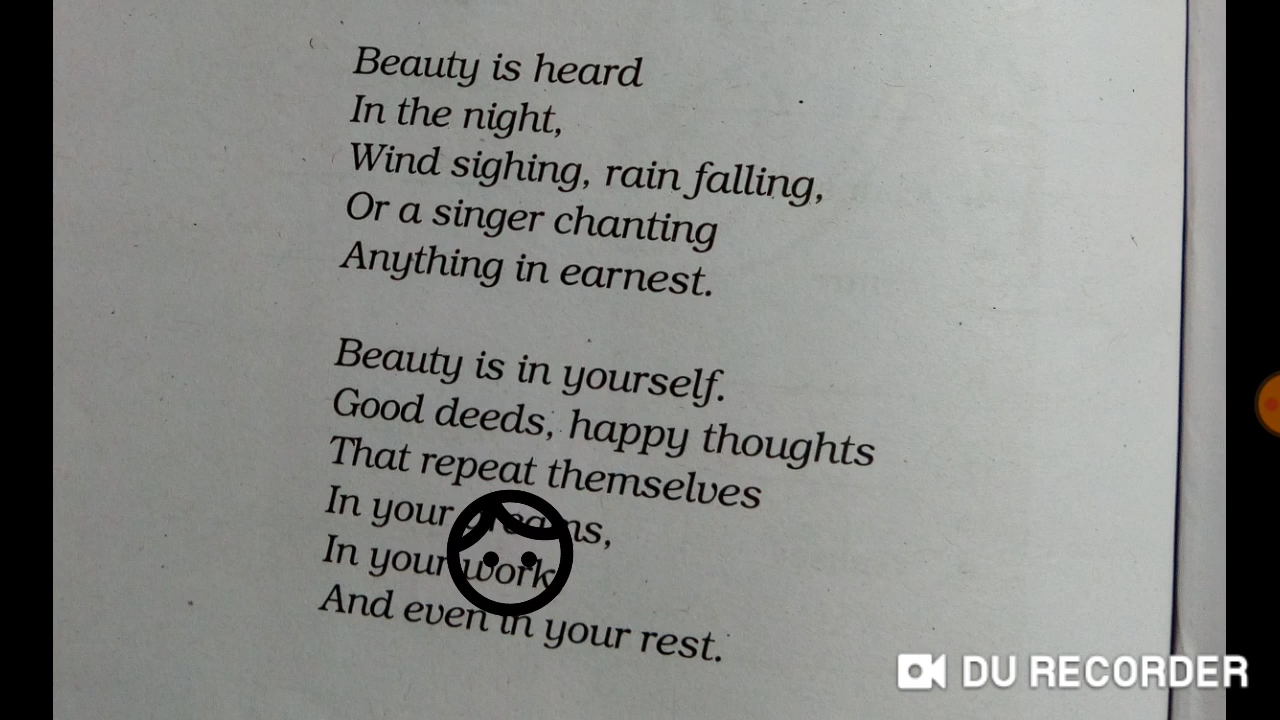 Beauty is heard
In the night,
Wind sighing, rain falling,
Or a singer chanting
Anything in earnest.
Beauty is in yourself.
Good deeds, happy thoughts
That repeat themselves
In your dreams,
In your work
And even in your rest.
DU RECORDER